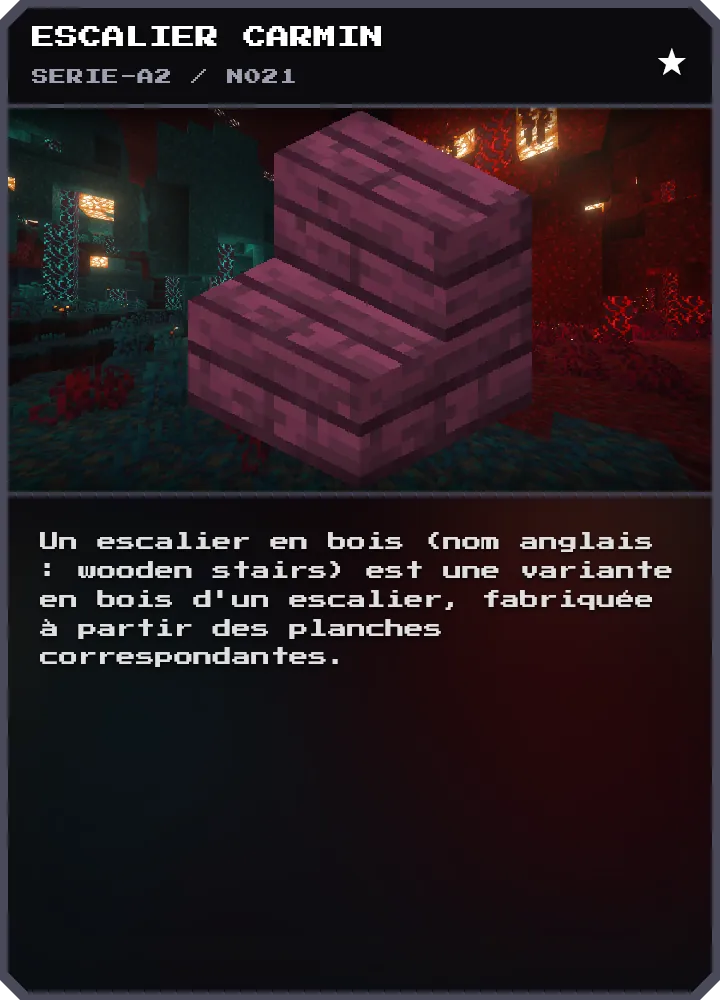 ESCALIER CARMIN
SERIE-A2 / N021
Un escalier en bois (nom anglais
: wooden stairs) est une variante
en bois d'un escalier, fabriquée
à partir des planches
correspondantes.